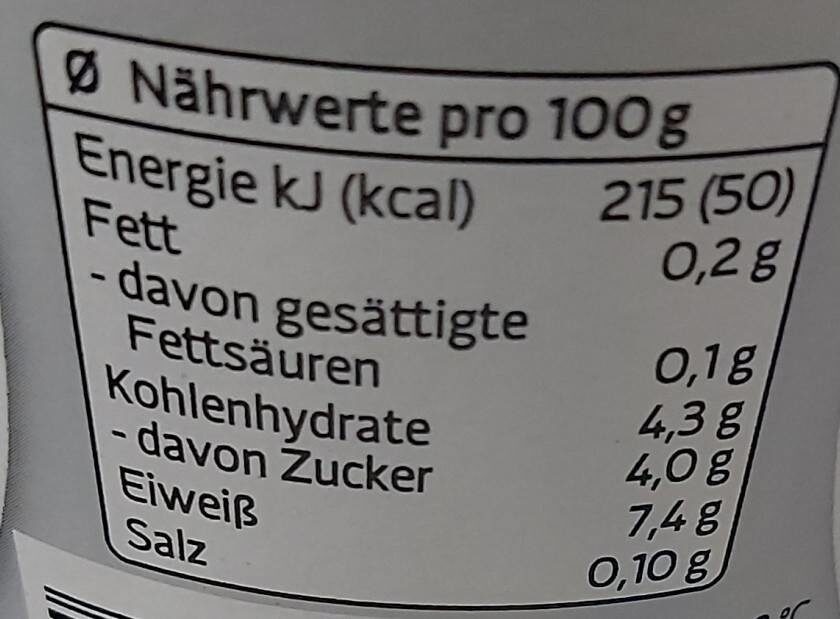 Ø Nährwerte pro 100g
Energie kJ (kcal) 215 (50)
Fett 0,2 g
- davon gesättigte
Fettsäuren 0,1 g
Kohlenhydrate 4,3 g
- davon Zucker 4,0 g
Eiweiß 7,4 g
Salz 0,10 g
°C